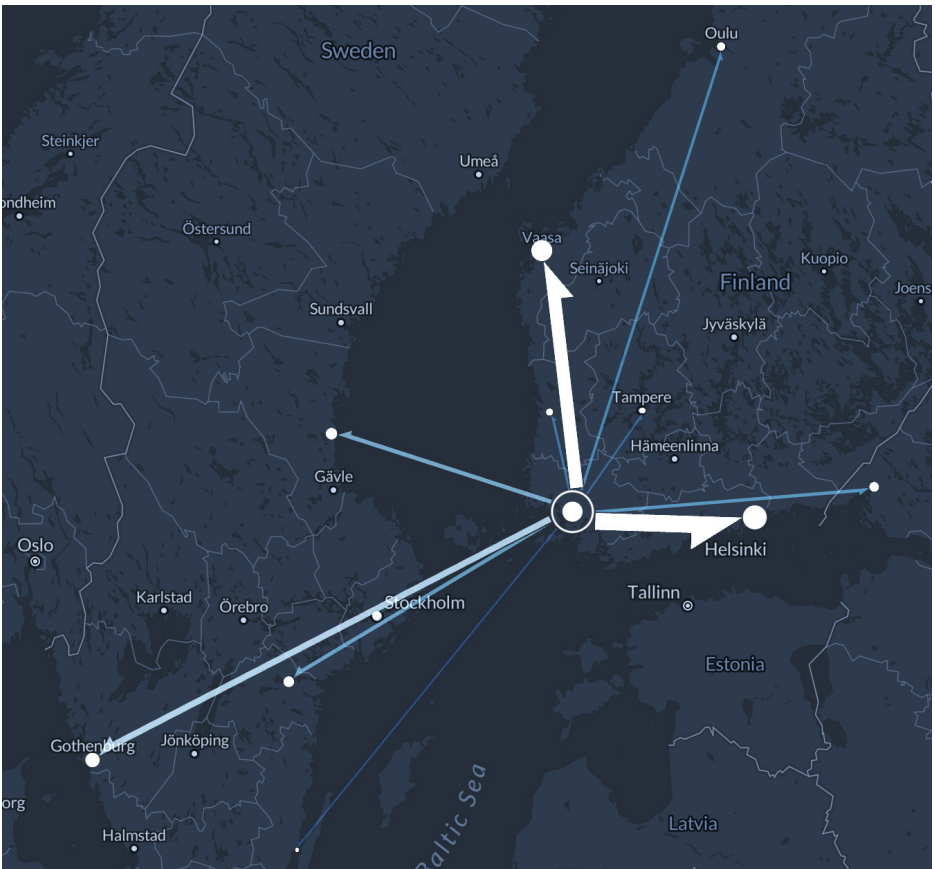 Oulu
Sweden
Steinkjer
Umeå
ondheim
Östersund
Vaasa
Seinäjoki
Kuopio
Finland
Joens
Sundsvall
Jyväskylä
Tampere
Hämeenlinna
Gävle
Oslo
Helsinki
Karlstad
Örebro
Stockholm
Tallinn
Estonia
Gothenburg
Jönköping
org
Baltic Sea
Latvia
Halmstad